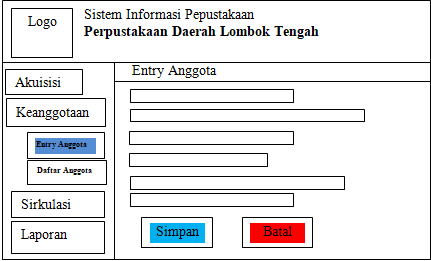 Logo
Sistem Informasi Pepustakaan
Perpustakaan Daerah Lombok Tengah
Entry Anggota
Akuisisi
Keanggotaan
Entry Anggota
Daftar Anggota
Sirkulasi
Laporan
Simpan
Batal